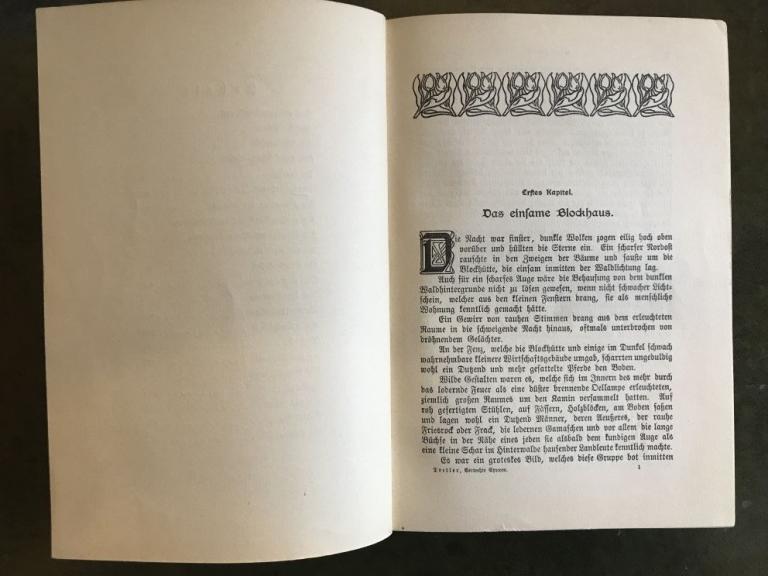 Erstes Kapitel.
Das einsame Blockhaus.
Die Nacht war finster, dunkle Wolken zogen eilig hoch oben
vorüber und hüllten die Sterne ein. Ein scharfer Nordost
rauschte in den Zweigen der Bäume und sauste um die
Blockhütte, die einsam inmitten der Waldlichtung lag.
Auch für ein scharfes Auge wäre die Behausung von dem dunklen
Waldhintergrunde nicht zu lösen gewesen, wenn nicht schwacher Licht-
schein, welcher aus den kleinen Fenstern drang, sie als menschliche
Wohnung kenntlich gemacht hätte.
Ein Gewirr von rauhen Stimmen drang aus dem erleuchteten
Raume in die schweigende Nacht hinaus, oftmals unterbrochen von
dröhnendem Gelächter.
An der Fenz, welche die Blockhütte und einige im Dunkel schwach
wahrnehmbare kleinere Wirtschaftsgebäude umgab, scharrten ungeduldig
wohl ein Dutzend und mehr gesattelte Pferde den Boden.
Wilde Gestalten waren es, welche sich im Innern des mehr durch
das lodernde Feuer als eine düster brennende Oellampe erleuchteten,
ziemlich großen Raumes um den Kamin versammelt hatten. Auf
roh gefertigten Stühlen, auf Fässern, Holzblöcken, am Boden saßen
und lagen wohl ein Dutzend Männer, deren Aeußeres, der rauhe
Friesrock oder Frack, die ledernen Gamaschen und vor allem die lange
Büchse in der Nähe eines jeden sie alsbald dem kundigen Auge als
eine kleine Schar im Hinterwalde hausender Landleute kenntlich machte.
Es war ein groteskes Bild, welches diese Gruppe bot inmitten
Treller, Verwehte Spuren. 1